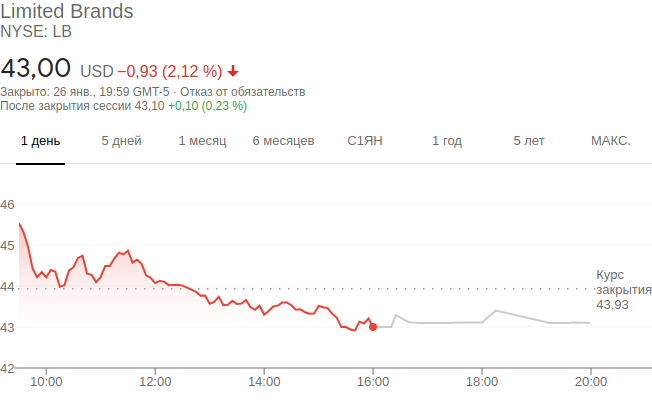 Limited Brands
NYSE: LB
43,00 USD −0,93 (2,12 %)
Закрыто: 26 янв., 19:59 GMT-5 · Отказ от обязательств
После закрытия сессии 43,10 +0,10 (0,23 %)
1 день 5 дней 1 месяц 6 месяцев С1ЯН 1 год 5 лет МАКС.
46
45
44
43
42
Курс
закрытия
43,93
10:00 12:00 14:00 16:00 18:00 20:00